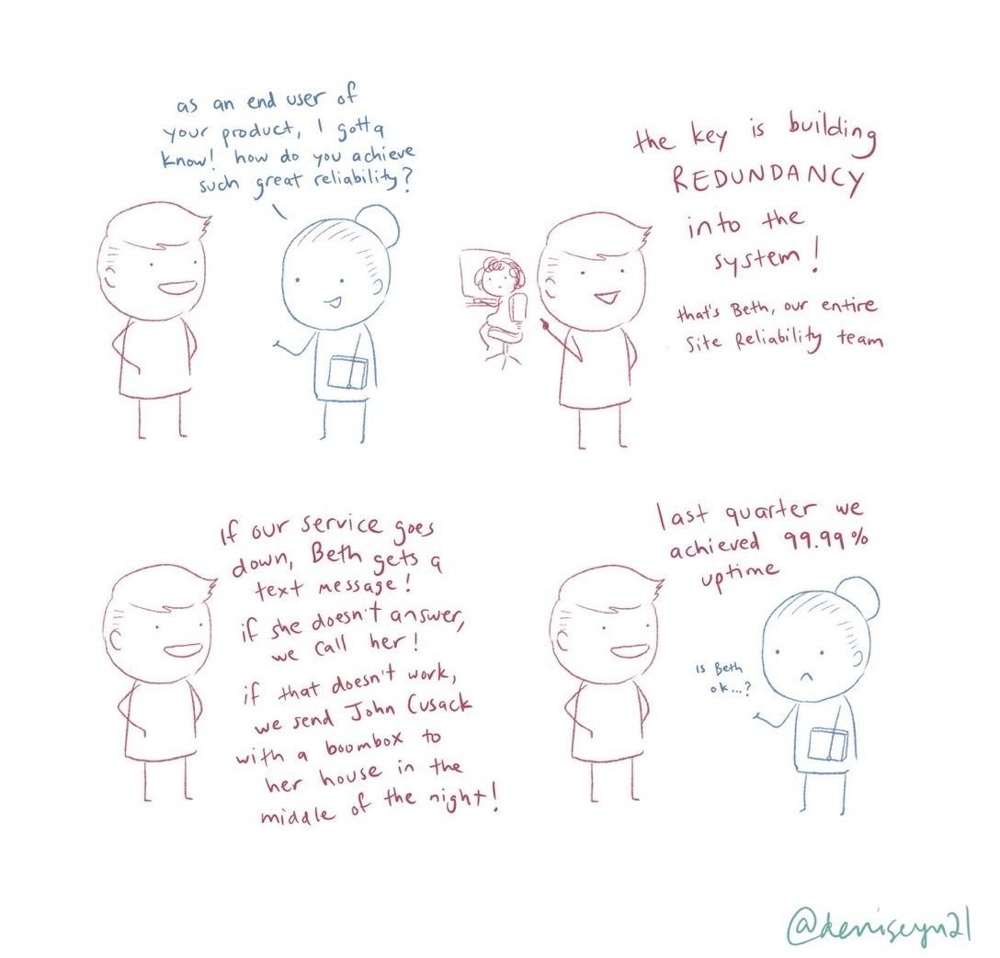 as an end user of
your product, I gotta
know! how do you achieve
such great reliability?
the key is building
REDUNDANCY
into the
system!
that's Beth, our entire
Site Reliability team
If our service goes
down, Beth gets a
text message!
if she doesn't answer,
we call her!
if that doesn't work,
we send John Cusack
with a boombox to
her house in the
middle of the night!
last quarter we
achieved 99.99%
uptime
is Beth
ok...?
@deniseyu21